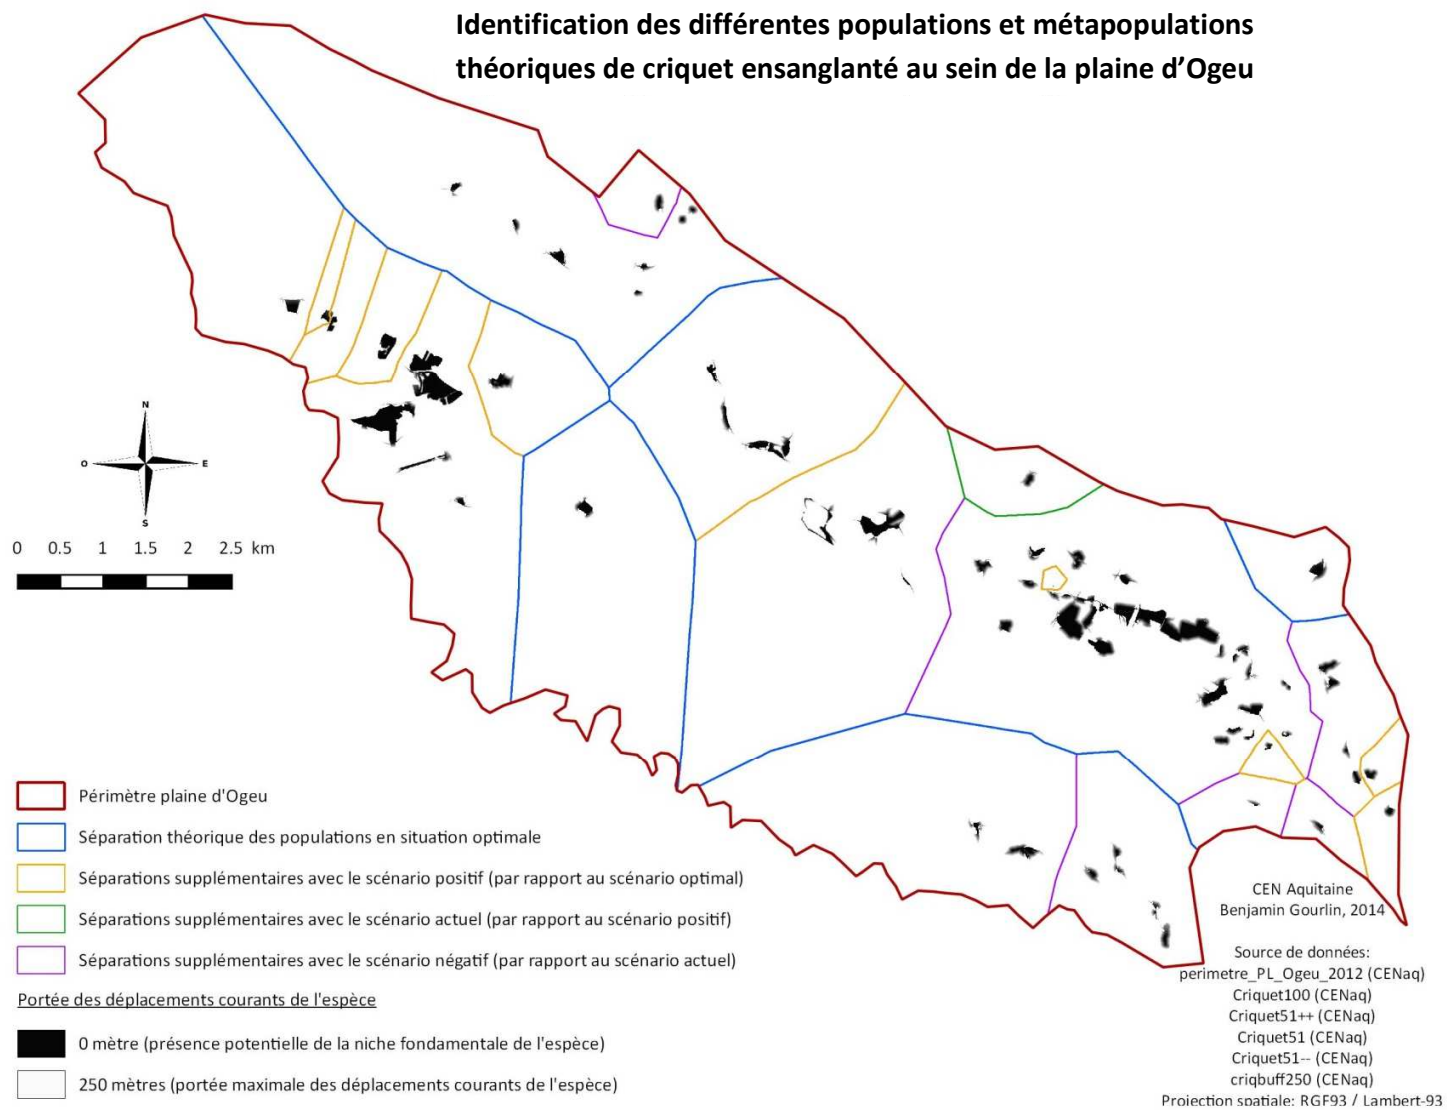 Identification des différentes populations et métapopulations
théoriques de criquet ensanglanté au sein de la plaine d’Ogeu
N
O
E
S
0 0.5 1 1.5 2 2.5 km
Périmètre plaine d'Ogeu
Séparation théorique des populations en situation optimale
Séparations supplémentaires avec le scénario positif (par rapport au scénario optimal)
Séparations supplémentaires avec le scénario actuel (par rapport au scénario positif)
Séparations supplémentaires avec le scénario négatif (par rapport au scénario actuel)
Portée des déplacements courants de l'espèce
0 mètre (présence potentielle de la niche fondamentale de l'espèce)
250 mètres (portée maximale des déplacements courants de l'espèce)
CEN Aquitaine
Benjamin Gourlin, 2014
Source de données:
perimetre_PL_Ogeu_2012 (CENaq)
Criquet100 (CENaq)
Criquet51++ (CENaq)
Criquet51 (CENaq)
Criquet51-- (CENaq)
criqbuff250 (CENaq)
Projection spatiale: RGF93 / Lambert-93